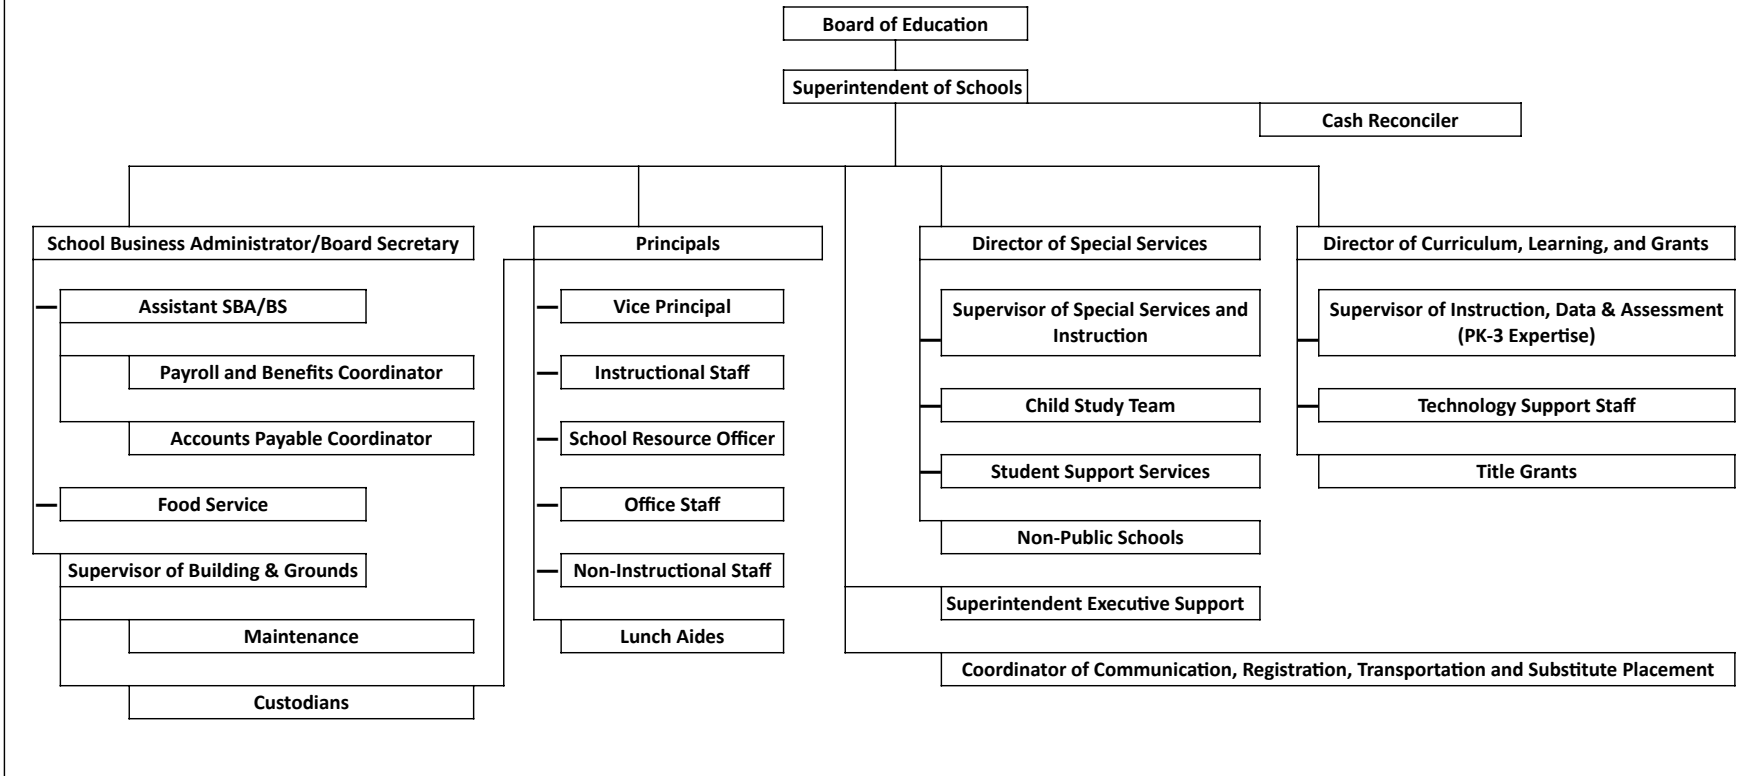 Board of Education
Superintendent of Schools
Cash Reconciler
School Business Administrator/Board Secretary
Assistant SBA/BS
Payroll and Benefits Coordinator
Accounts Payable Coordinator
Food Service
Supervisor of Building & Grounds
Maintenance
Custodians
Principals
Vice Principal
Instructional Staff
School Resource Officer
Office Staff
Non-Instructional Staff
Lunch Aides
Director of Special Services
Supervisor of Special Services and
Instruction
Child Study Team
Student Support Services
Non-Public Schools
Superintendent Executive Support
Coordinator of Communication, Registration, Transportation and Substitute Placement
Director of Curriculum, Learning, and Grants
Supervisor of Instruction, Data & Assessment
(PK-3 Expertise)
Technology Support Staff
Title Grants